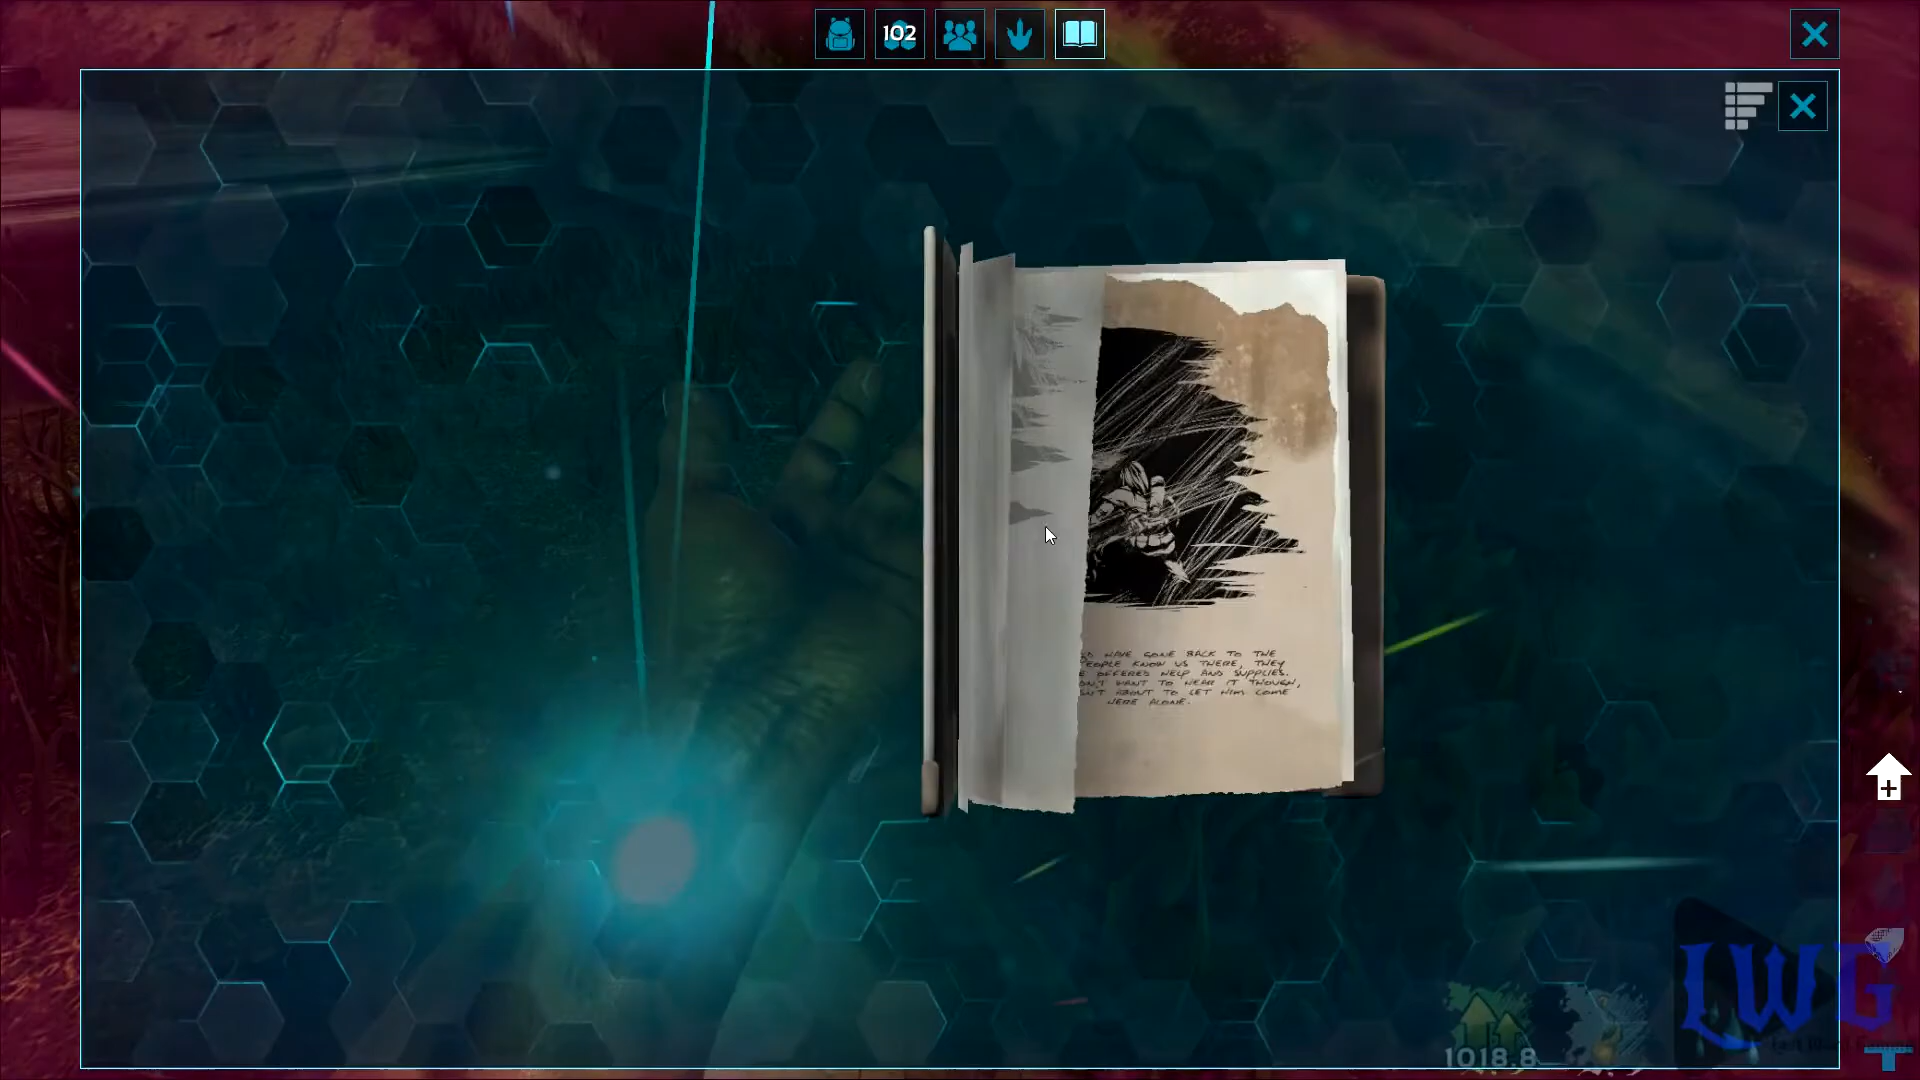 102
HAVE GONE BACK TO THE
KNOW US THERE, THEY
OFFERED HELP AND SUPPLIES.
WANT TO HEAR IT THOUGH,
ABOUT TO LET HIM COME
HERE ALONE.
LWG
1018.8